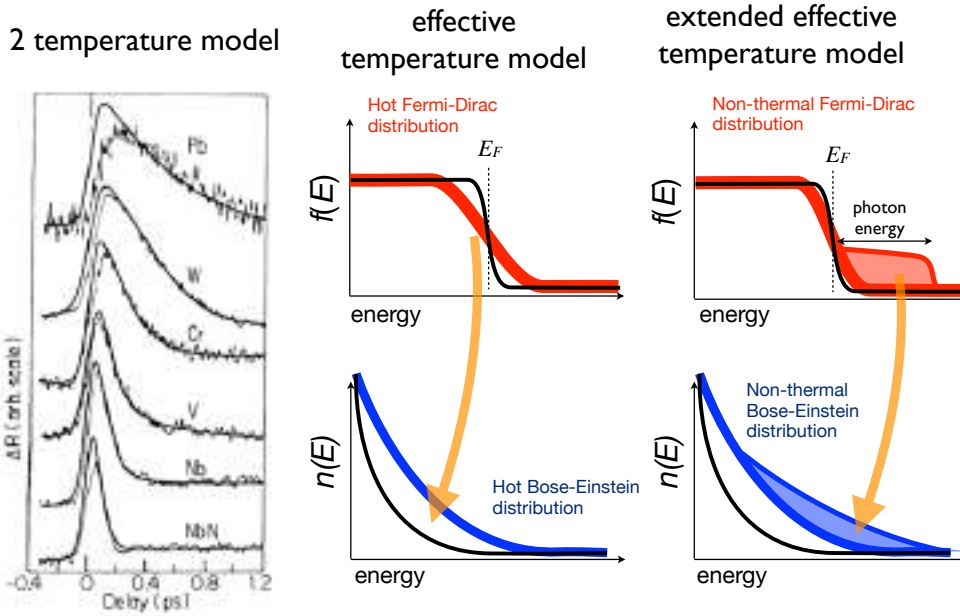 2 temperature model
effective
temperature model
extended effective
temperature model
Pb
W
Cr
V
Nb
NbN
ΔR ( arb. scale )
-0.4
0
0.4
0.8
1.2
Delay ( ps )
Hot Fermi-Dirac
distribution
E_F
f(E)
energy
Non-thermal Fermi-Dirac
distribution
E_F
photon
energy
f(E)
energy
Hot Bose-Einstein
distribution
n(E)
energy
Non-thermal
Bose-Einstein
distribution
n(E)
energy